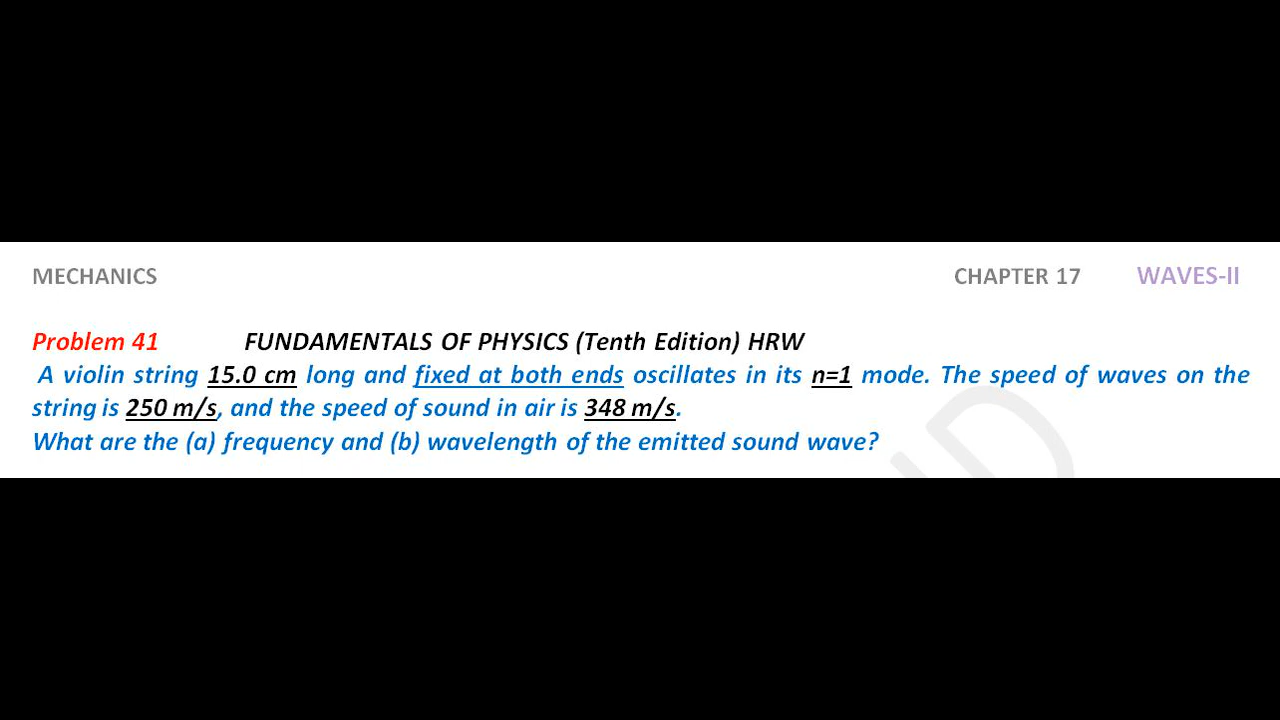 MECHANICS CHAPTER 17 WAVES-II
Problem 41 FUNDAMENTALS OF PHYSICS (Tenth Edition) HRW
A violin string 15.0 cm long and fixed at both ends oscillates in its n=1 mode. The speed of waves on the
string is 250 m/s, and the speed of sound in air is 348 m/s.
What are the (a) frequency and (b) wavelength of the emitted sound wave?